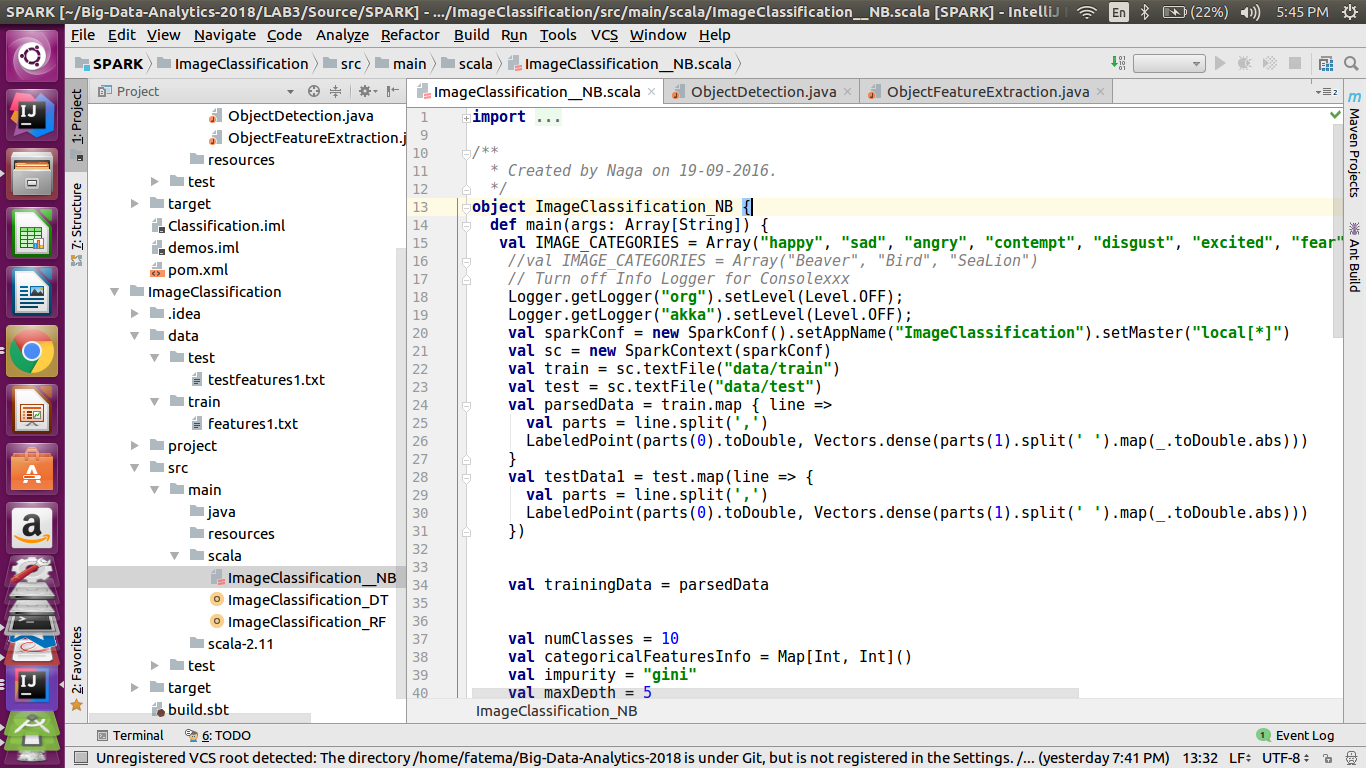 SPARK [~/Big-Data-Analytics-2018/LAB3/Source/SPARK] - .../ImageClassification/src/main/scala/ImageClassification__NB.scala [SPARK] - IntelliJ
En
(22%)
5:45 PM
File Edit View Navigate Code Analyze Refactor Build Run Tools VCS Window Help
SPARK ImageClassification src main scala ImageClassification__NB.scala
1: Project
7: Structure
2: Favorites
Project
ObjectDetection.java
ObjectFeatureExtraction.j
resources
test
target
Classification.iml
demos.iml
pom.xml
ImageClassification
.idea
data
test
testfeatures1.txt
train
features1.txt
project
src
main
java
resources
scala
ImageClassification__NB
ImageClassification_DT
ImageClassification_RF
scala-2.11
test
target
build.sbt
ImageClassification__NB.scala ObjectDetection.java ObjectFeatureExtraction.java
2
1 import ...
9
10 /**
11 * Created by Naga on 19-09-2016.
12 */
13 object ImageClassification_NB {
14 def main(args: Array[String]) {
15 val IMAGE_CATEGORIES = Array("happy", "sad", "angry", "contempt", "disgust", "excited", "fear"
16 //val IMAGE_CATEGORIES = Array("Beaver", "Bird", "SeaLion")
17 // Turn off Info Logger for Consolexxx
18 Logger.getLogger("org").setLevel(Level.OFF);
19 Logger.getLogger("akka").setLevel(Level.OFF);
20 val sparkConf = new SparkConf().setAppName("ImageClassification").setMaster("local[*]")
21 val sc = new SparkContext(sparkConf)
22 val train = sc.textFile("data/train")
23 val test = sc.textFile("data/test")
24 val parsedData = train.map { line =>
25 val parts = line.split(',')
26 LabeledPoint(parts(0).toDouble, Vectors.dense(parts(1).split(' ').map(_.toDouble.abs)))
27 }
28 val testData1 = test.map(line => {
29 val parts = line.split(',')
30 LabeledPoint(parts(0).toDouble, Vectors.dense(parts(1).split(' ').map(_.toDouble.abs)))
31 })
32
33
34 val trainingData = parsedData
35
36
37 val numClasses = 10
38 val categoricalFeaturesInfo = Map[Int, Int]()
39 val impurity = "gini"
40 val maxDepth = 5
ImageClassification_NB
Maven Projects
Ant Build
Terminal 6: TODO
1 Event Log
Unregistered VCS root detected: The directory /home/fatema/Big-Data-Analytics-2018 is under Git, but is not registered in the Settings. /... (yesterday 7:41 PM) 13:32 LF UTF-8